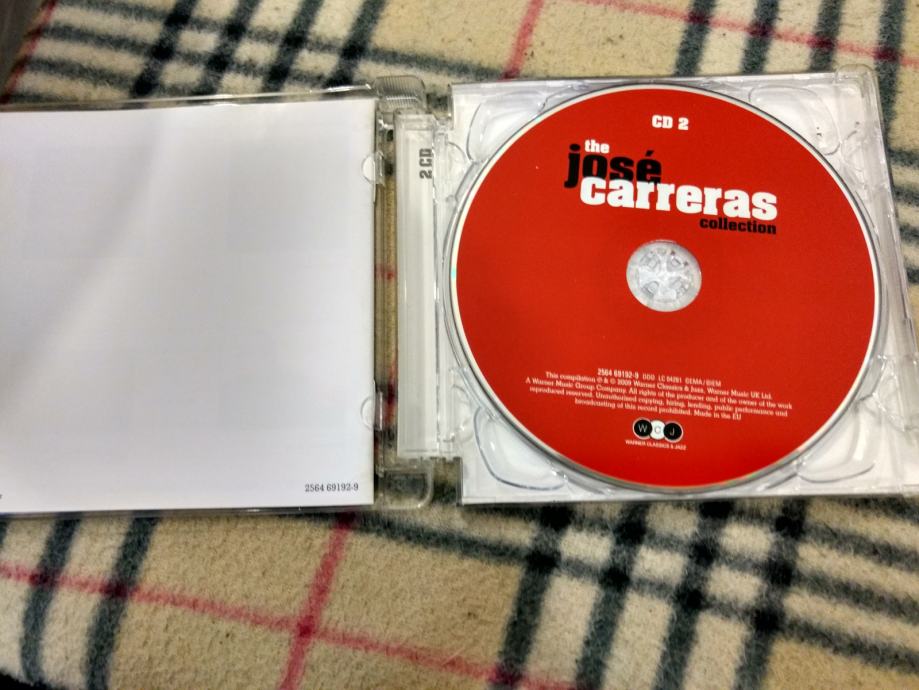 2564 69192-9
2 CD
CD 2
the
josé
carreras
collection
2564 69192-9 DDD LC 04281 GEMA/BIEM
This compilation ℗ & © 2009 Warner Classics & Jazz, Warner Music UK Ltd.
A Warner Music Group Company. All rights of the producer and of the owner of the work
reproduced reserved. Unauthorised copying, hiring, lending, public performance and
broadcasting of this record prohibited. Made in the EU
W C J
WARNER CLASSICS & JAZZ